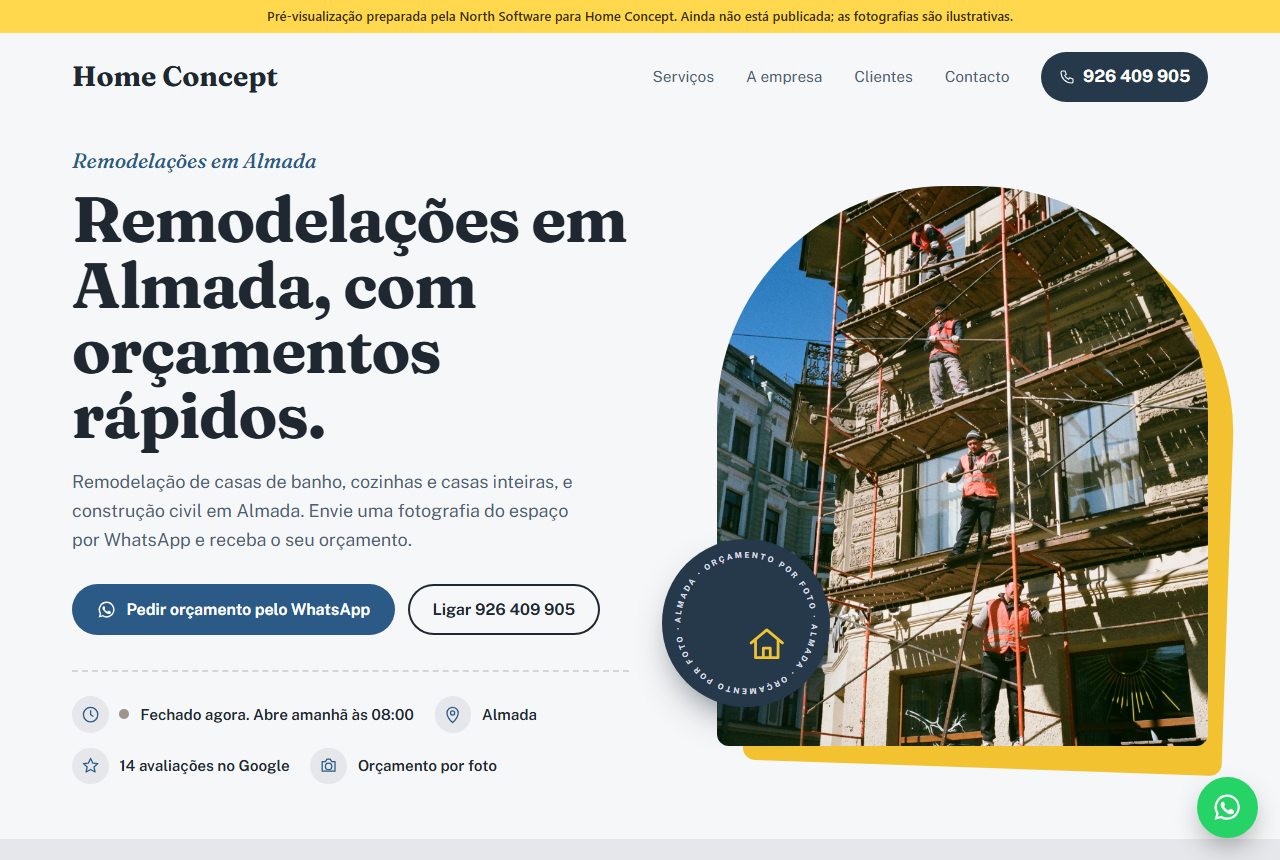 Pré-visualização preparada pela North Software para Home Concept. Ainda não está publicada; as fotografias são ilustrativas.
Home Concept
Serviços
A empresa
Clientes
Contacto
926 409 905
Remodelações em Almada
Remodelações em
Almada, com
orçamentos
rápidos.
Remodelação de casas de banho, cozinhas e casas inteiras, e
construção civil em Almada. Envie uma fotografia do espaço
por WhatsApp e receba o seu orçamento.
Pedir orçamento pelo WhatsApp
Ligar 926 409 905
ORÇAMENTO POR FOTO · ALMADA · ORÇAMENTO POR FOTO · ALMADA ·
Fechado agora. Abre amanhã às 08:00
Almada
14 avaliações no Google
Orçamento por foto